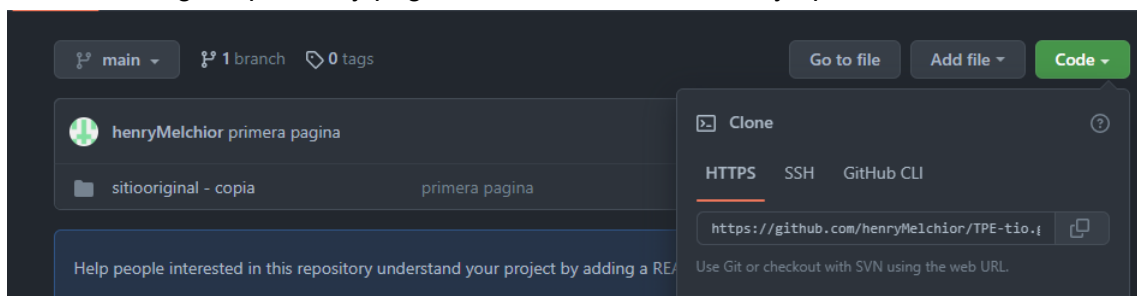 main 1 branch 0 tags Go to file Add file Code
henryMelchior primera pagina
Clone
HTTPS SSH GitHub CLI
sitiooriginal - copia primera pagina
https://github.com/henryMelchior/TPE-tio.g
Help people interested in this repository understand your project by adding a
Use Git or checkout with SVN using the web URL.